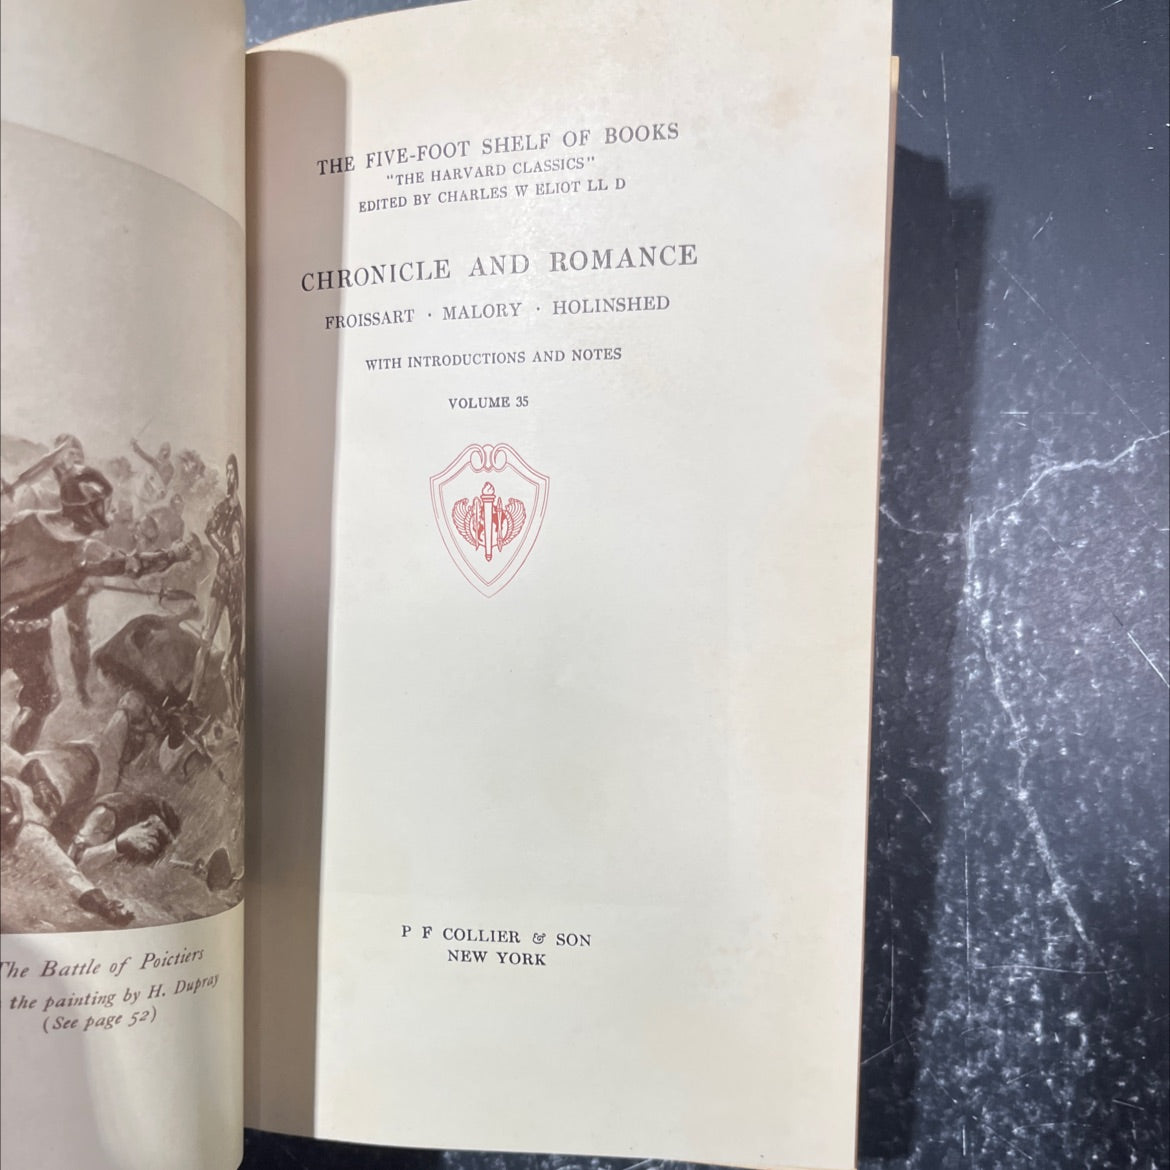 The Battle of Poictiers
the painting by H. Dupray
(See page 52)
THE FIVE-FOOT SHELF OF BOOKS
"THE HARVARD CLASSICS"
EDITED BY CHARLES W ELIOT LL D
CHRONICLE AND ROMANCE
FROISSART · MALORY · HOLINSHED
WITH INTRODUCTIONS AND NOTES
VOLUME 35
P F COLLIER & SON
NEW YORK